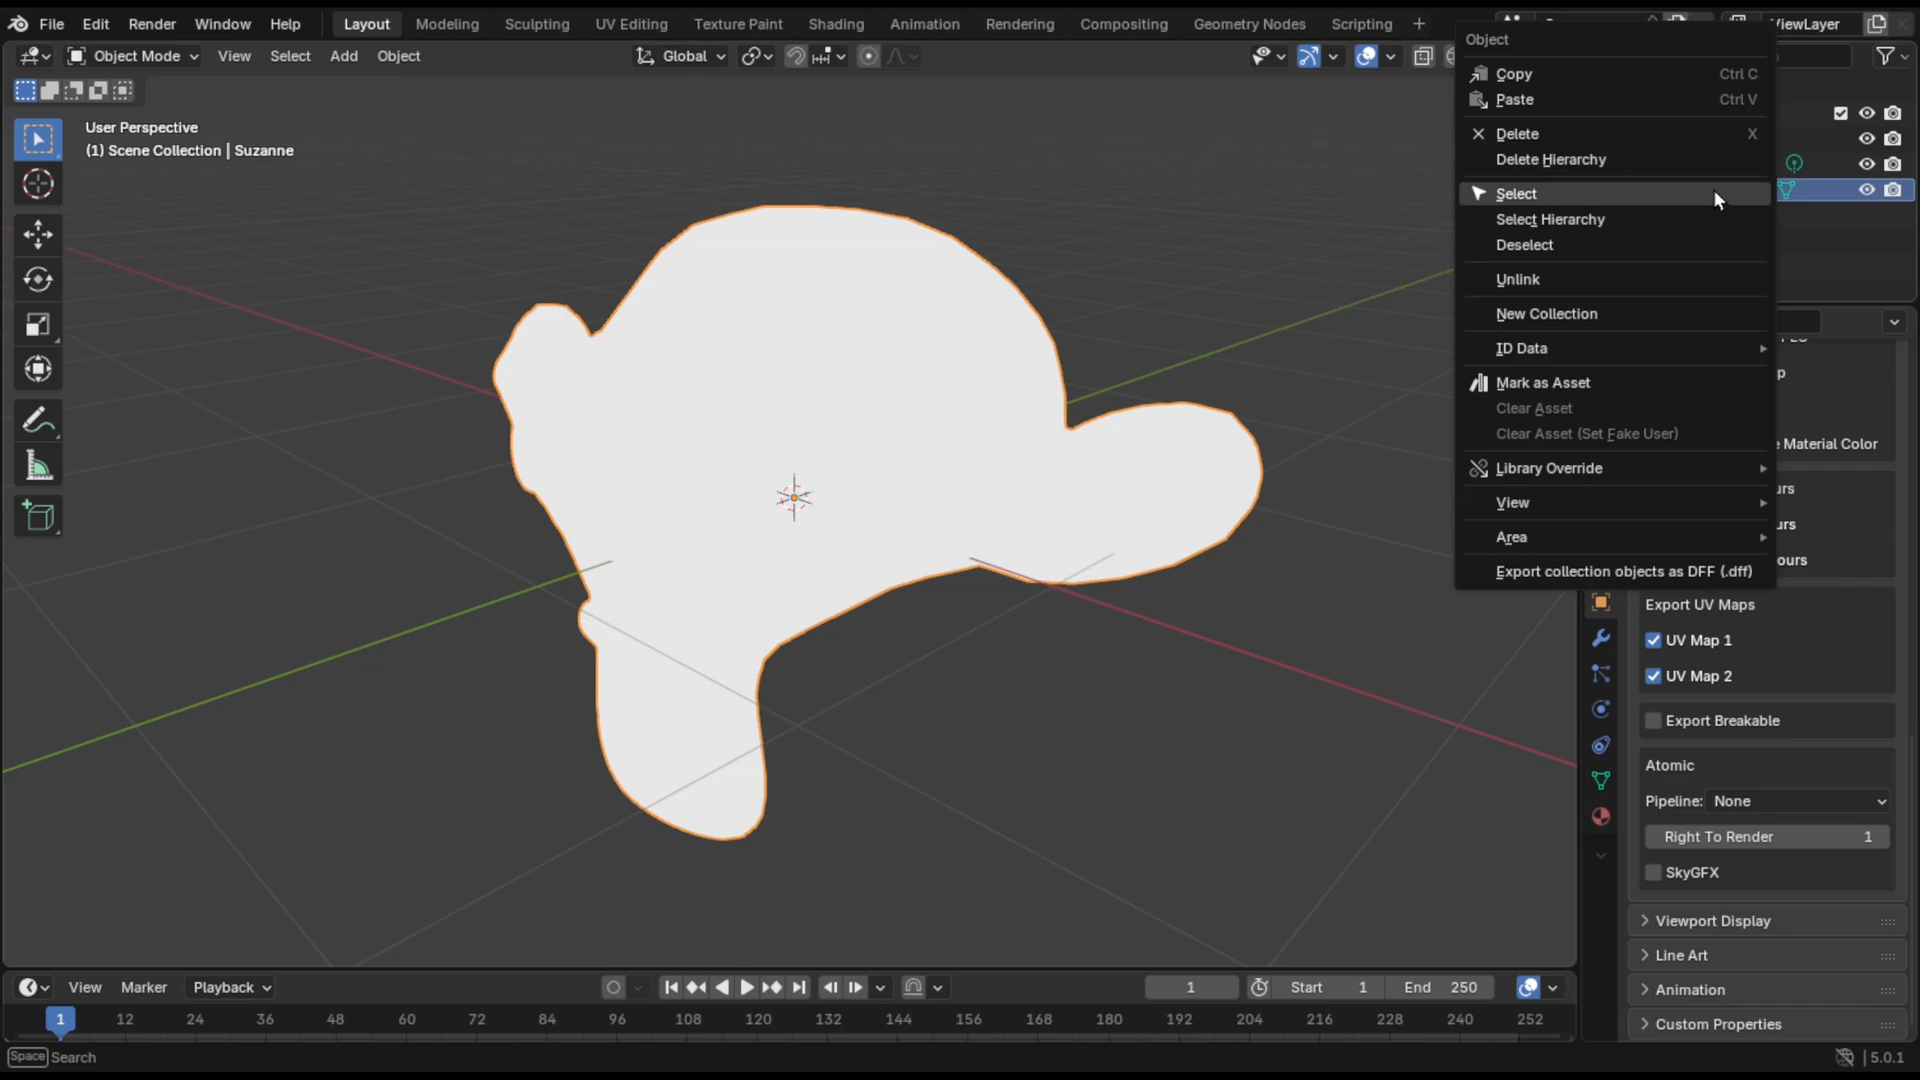 File Edit Render Window Help Layout Modeling Sculpting UV Editing Texture Paint Shading Animation Rendering Compositing Geometry Nodes Scripting + ViewLayer
Object Mode View Select Add Object Global
User Perspective
(1) Scene Collection | Suzanne
Object
Copy Ctrl C
Paste Ctrl V
Delete X
Delete Hierarchy
Select
Select Hierarchy
Deselect
Unlink
New Collection
ID Data
Mark as Asset
Clear Asset
Clear Asset (Set Fake User)
Library Override
View
Area
Export collection objects as DFF (.dff)
Material Color
Export UV Maps
UV Map 1
UV Map 2
Export Breakable
Atomic
Pipeline: None
Right To Render 1
SkyGFX
Viewport Display
Line Art
Animation
Custom Properties
View Marker Playback 1 Start 1 End 250
1 12 24 36 48 60 72 84 96 108 120 132 144 156 168 180 192 204 216 228 240 252
Space Search 5.0.1